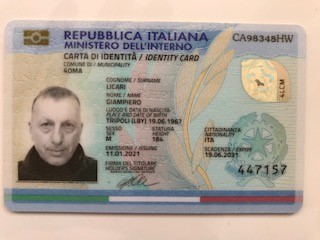 REPUBBLICA ITALIANA
MINISTERO DELL'INTERNO
CA98348HW
CARTA DI IDENTITÀ / IDENTITY CARD
COMUNE DI / MUNICIPALITY
ROMA
COGNOME / SURNAME
LICARI
NOME / NAME
GIAMPIERO
LUOGO E DATA DI NASCITA
PLACE AND DATE OF BIRTH
TRIPOLI (LBY) 19.06.1967
SESSO
SEX
M
STATURA
HEIGHT
184
CITTADINANZA
NATIONALITY
ITA
EMISSIONE / ISSUING
11.01.2021
19.06.2031
FIRMA DEL TITOLARE
HOLDER'S SIGNATURE
447157